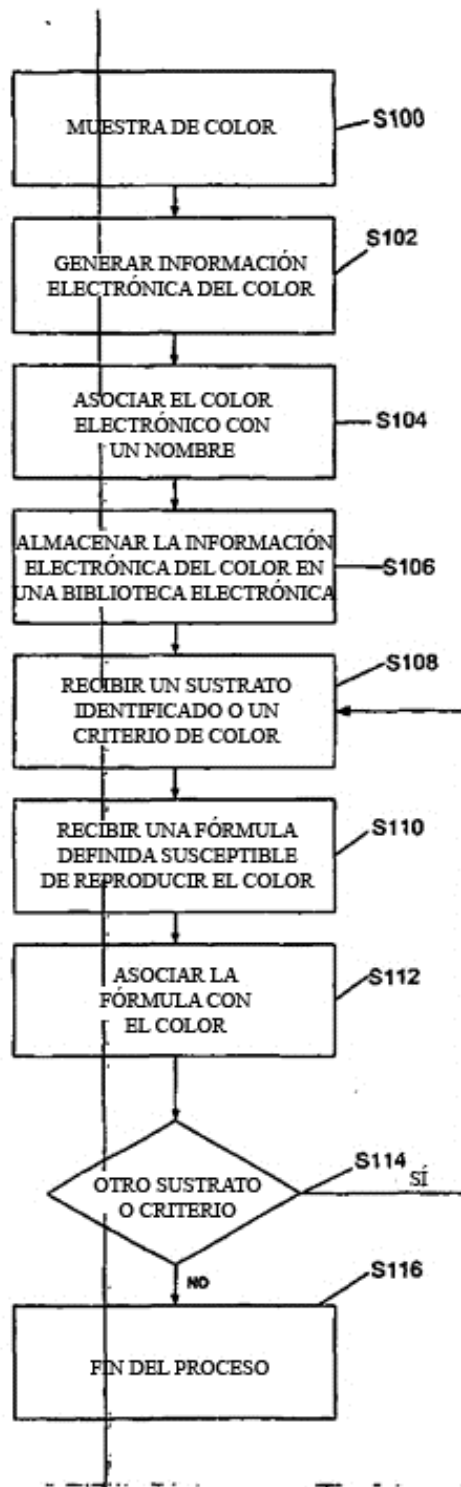 MUESTRA DE COLOR
S100
GENERAR INFORMACIÓN
ELECTRÓNICA DEL COLOR
S102
ASOCIAR EL COLOR
ELECTRÓNICO CON
UN NOMBRE
S104
ALMACENAR LA INFORMACIÓN
ELECTRÓNICA DEL COLOR EN
UNA BIBLIOTECA ELECTRÓNICA
S106
RECIBIR UN SUSTRATO
IDENTIFICADO O UN
CRITERIO DE COLOR
S108
RECIBIR UNA FÓRMULA
DEFINIDA SUSCEPTIBLE
DE REPRODUCIR EL COLOR
S110
ASOCIAR LA
FÓRMULA CON
EL COLOR
S112
OTRO SUSTRATO
O CRITERIO
S114
SÍ
NO
FIN DEL PROCESO
S116